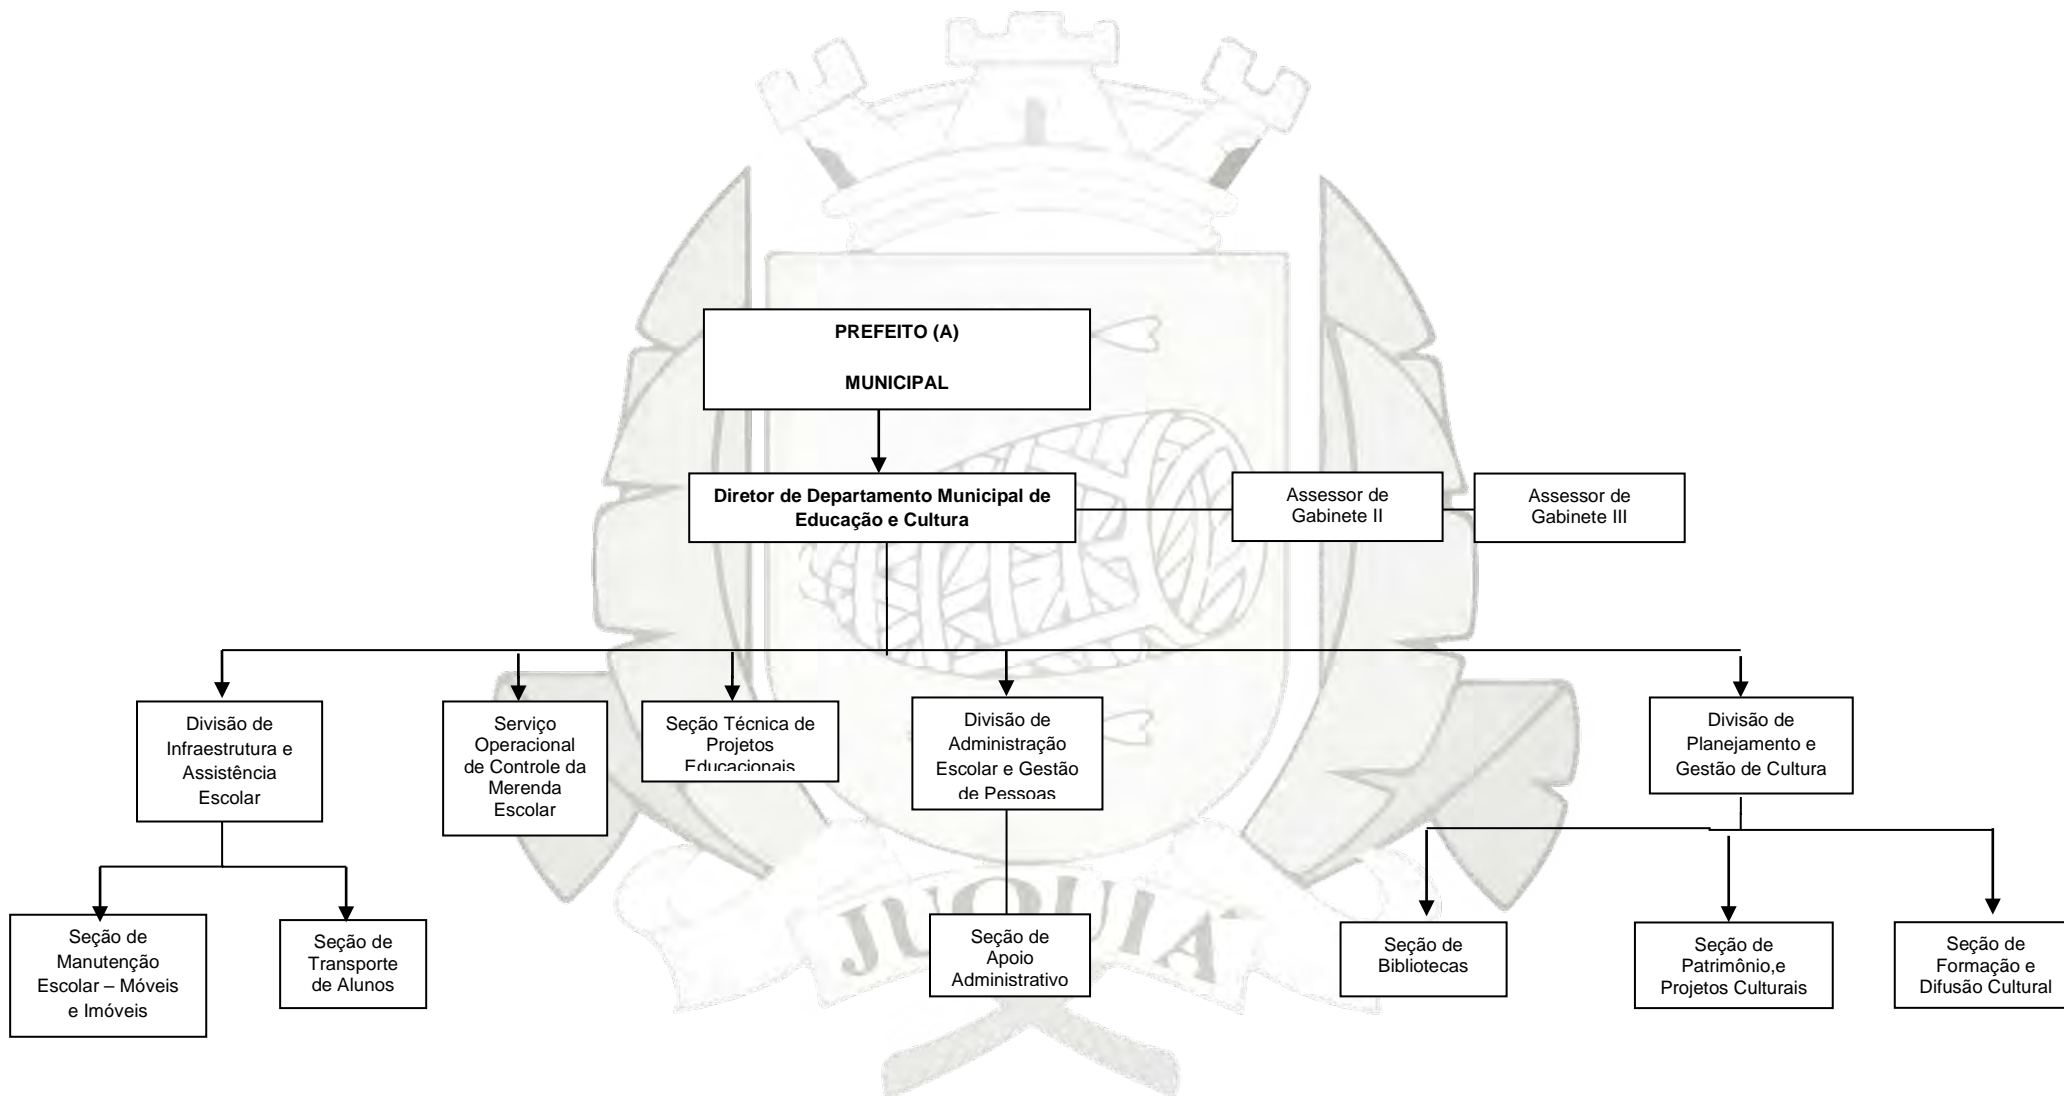 PREFEITO (A)
MUNICIPAL
Diretor de Departamento Municipal de
Educação e Cultura
Assessor de
Gabinete II
Assessor de
Gabinete III
Divisão de
Infraestrutura e
Assistência
Escolar
Serviço
Operacional
de Controle da
Merenda
Escolar
Seção Técnica de
Projetos
Educacionais
Divisão de
Administração
Escolar e Gestão
de Pessoas
Divisão de
Planejamento e
Gestão de Cultura
Seção de
Manutenção
Escolar – Móveis
e Imóveis
Seção de
Transporte
de Alunos
Seção de
Apoio
Administrativo
Seção de
Bibliotecas
Seção de
Patrimônio,e
Projetos Culturais
Seção de
Formação e
Difusão Cultural
JUQUIÁ